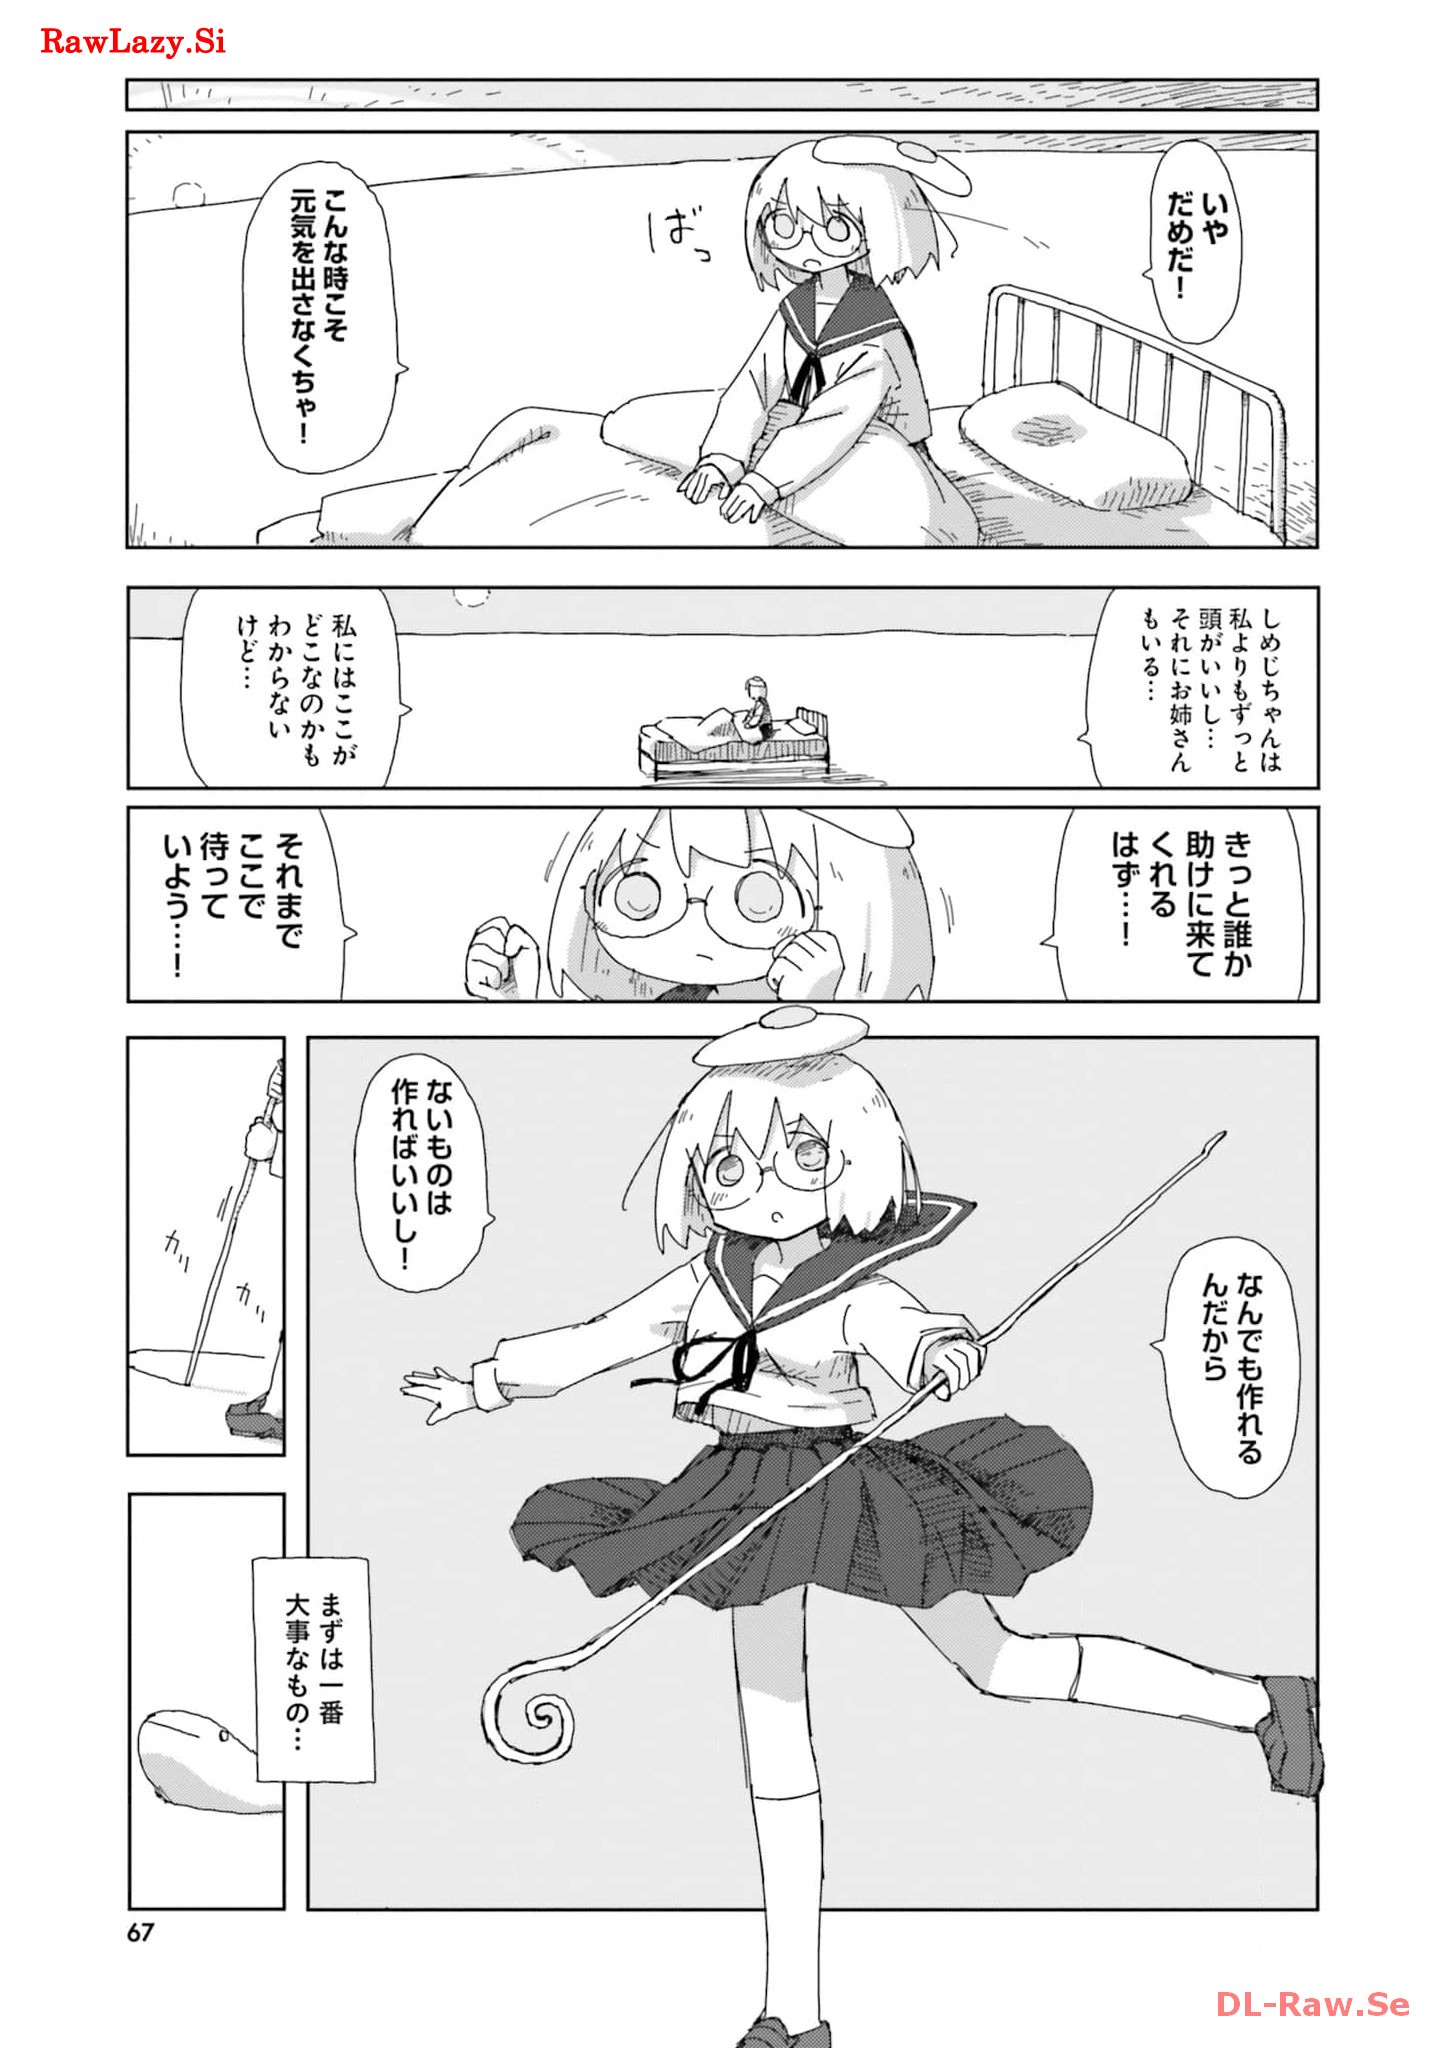 RawLazy.Si
いや
だめだ！
ばっ
こんな時こそ
元気を出さなくちゃ！
しめじちゃんは
私よりもずっと
頭がいいし…
それにお姉さん
もいる…
私にはここが
どこなのかも
わからない
けど…
きっと誰か
助けに来て
くれる
はず…！
それまで
ここで
待って
いよう……！
なんでも作れる
んだから
ないものは
作ればいいし！
カリ
カリ
まずは一番
大事なもの…
67
DL-Raw.Se